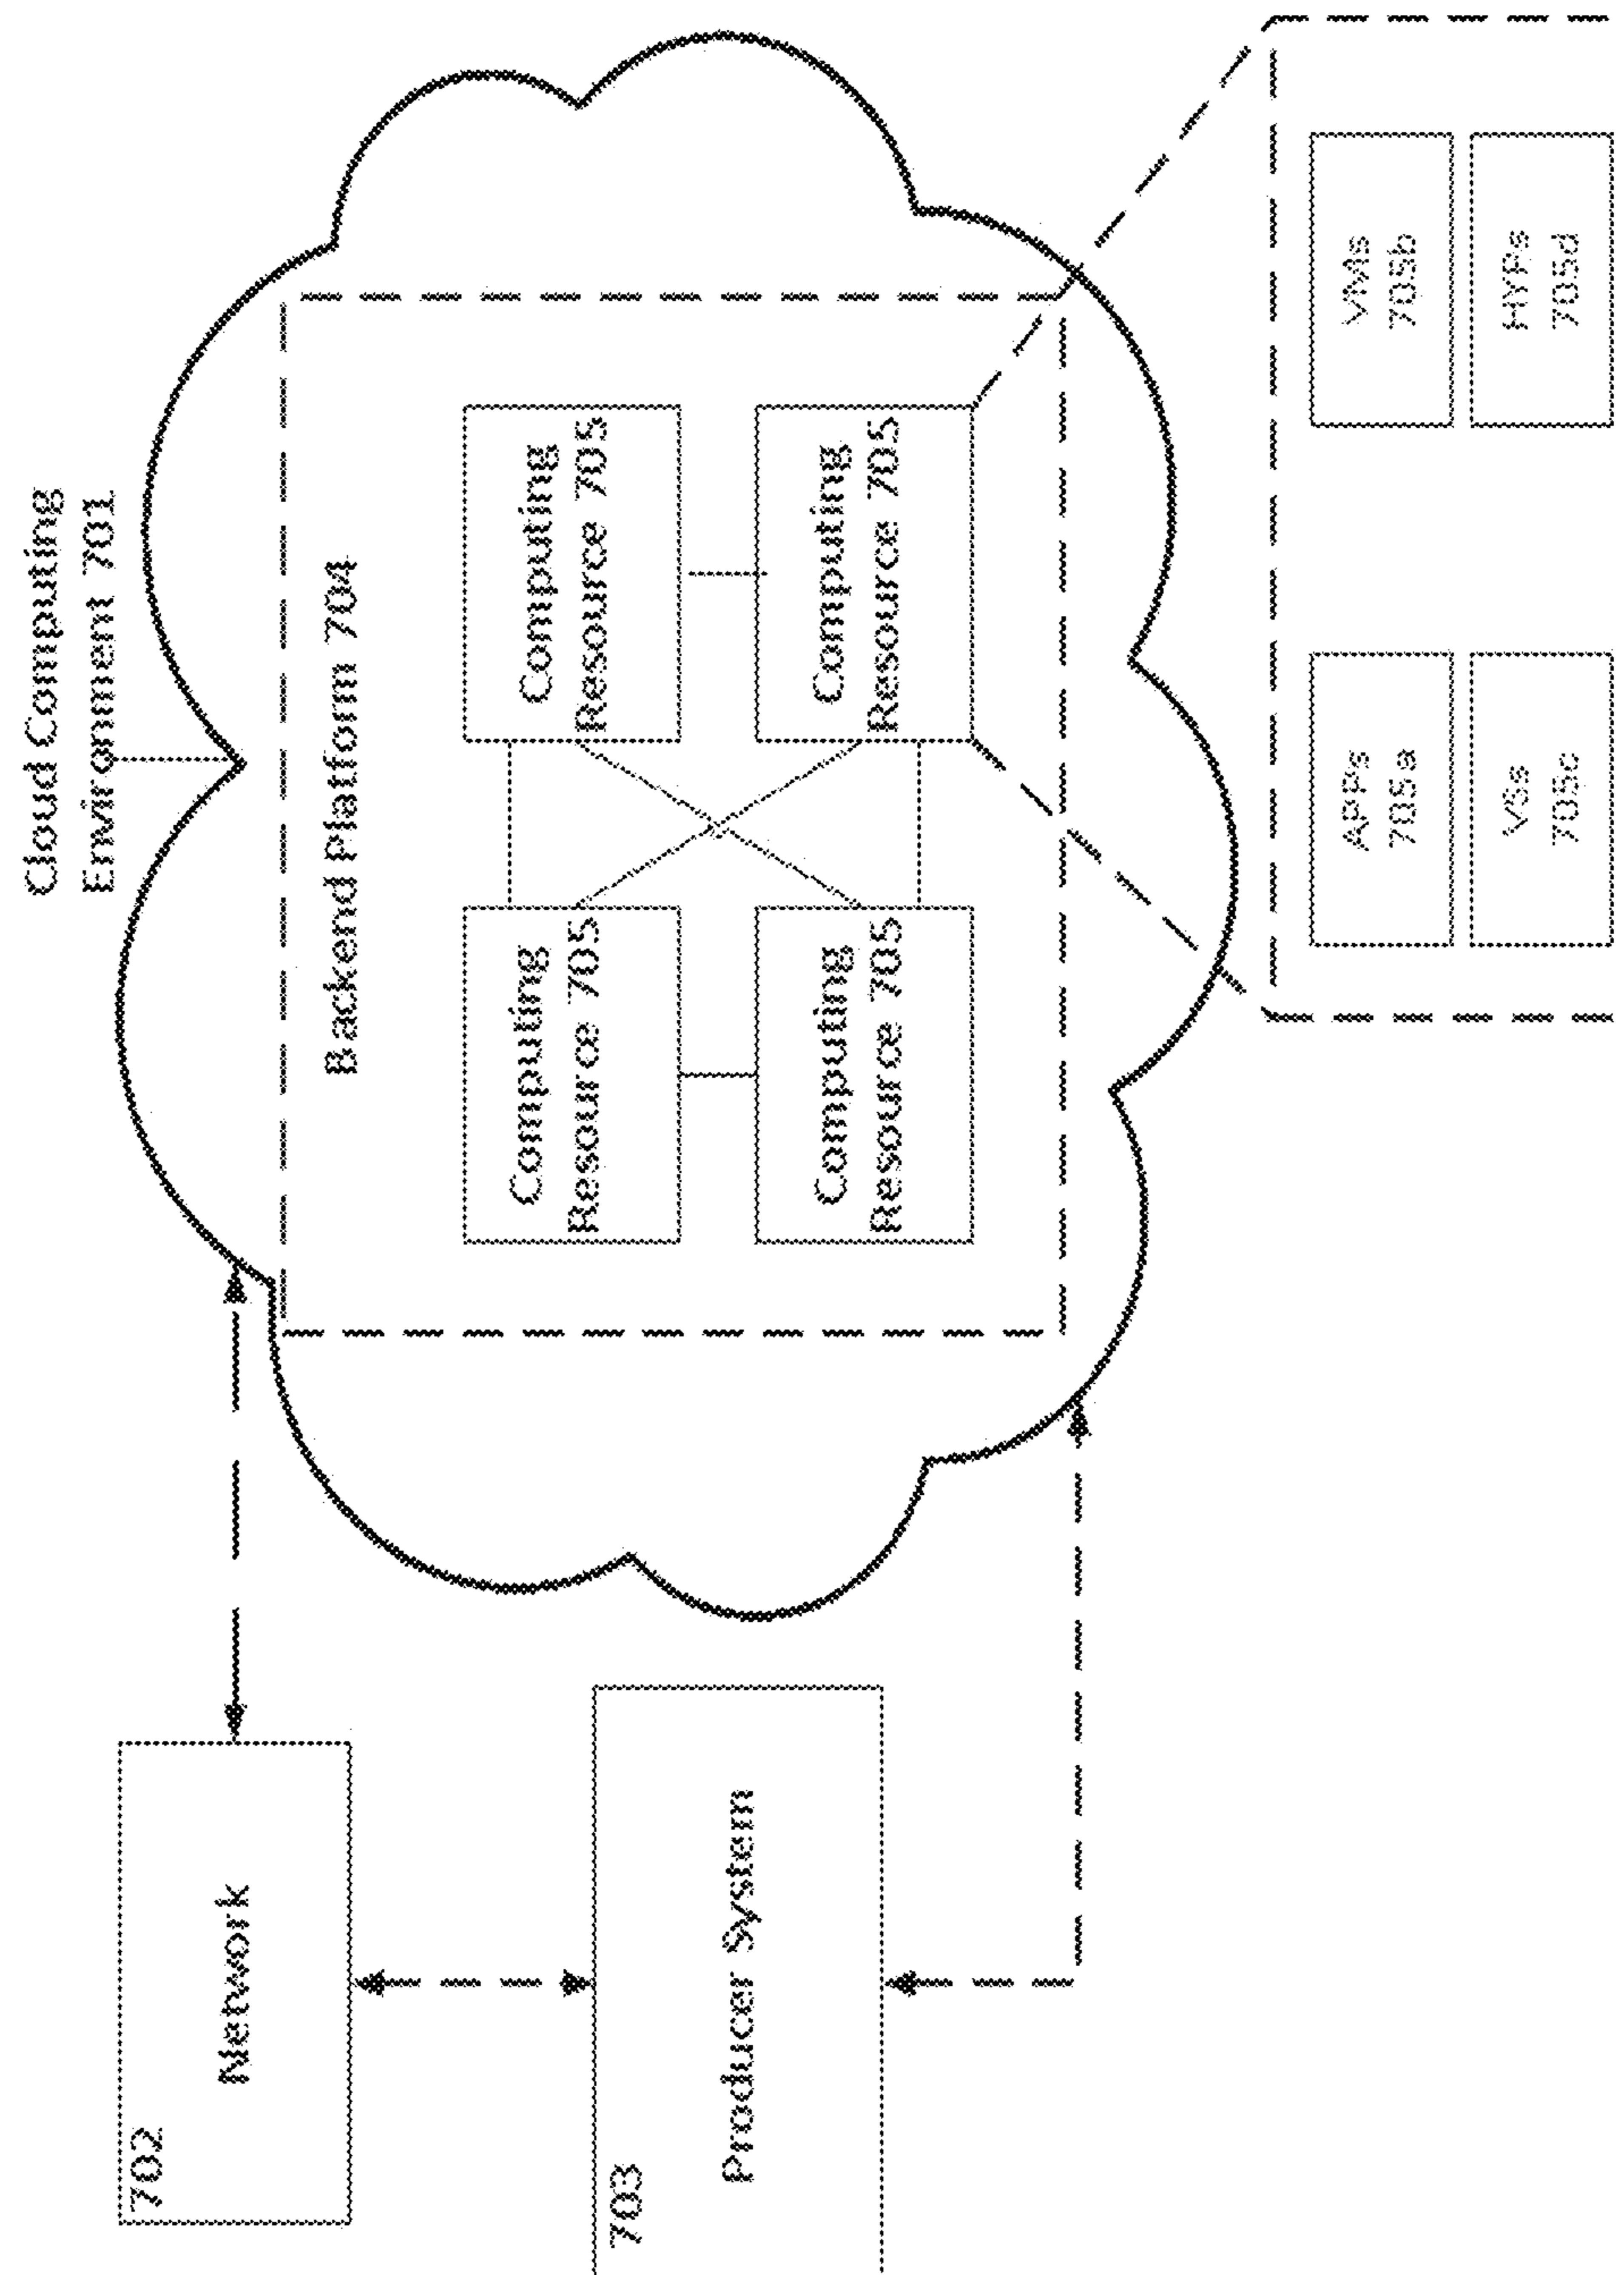 Cloud Computing
Environment 701
702
Network
Backend Platform 704
Computing
Resource 705
Computing
Resource 705
703
Producer System
Computing
Resource 705
Computing
Resource 705
APPs
705a
VMs
705b
VSs
705c
HYPs
705d